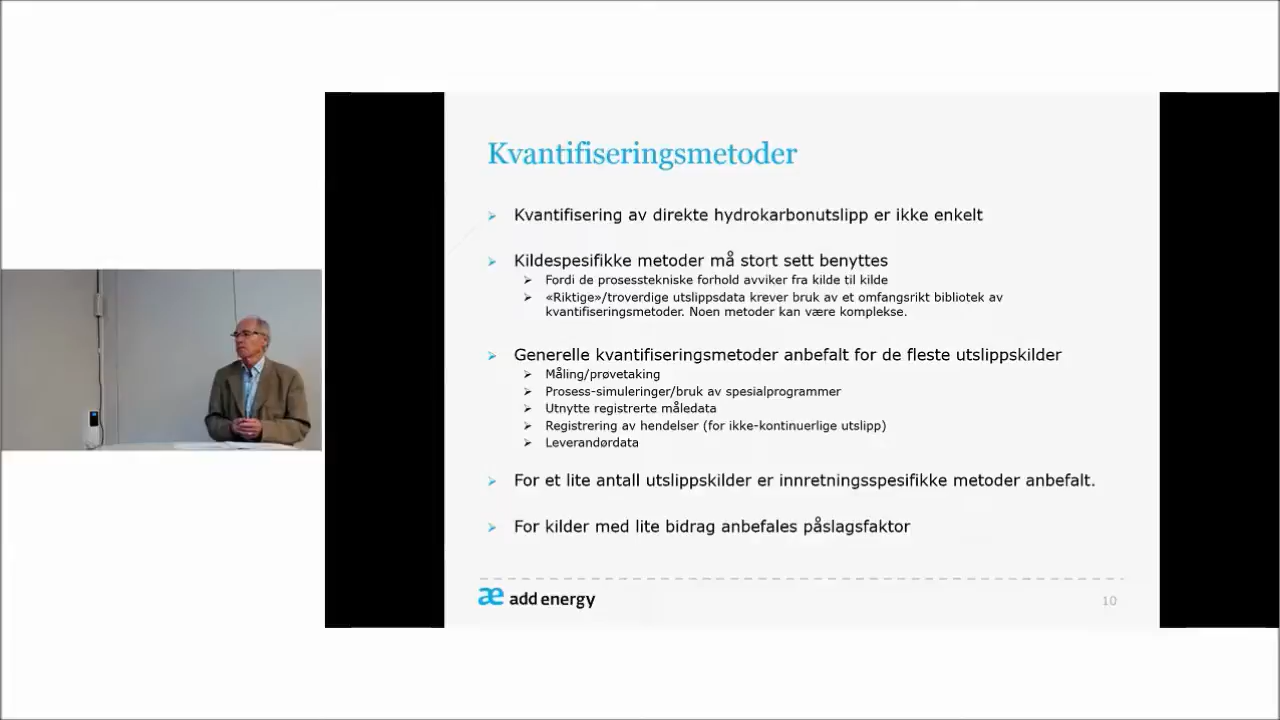 Kvantifiseringsmetoder
Kvantifisering av direkte hydrokarbonutslipp er ikke enkelt
Kildespesifikke metoder må stort sett benyttes
Fordi de prosesstekniske forhold avviker fra kilde til kilde
«Riktige»/troverdige utslippsdata krever bruk av et omfangsrikt bibliotek av
kvantifiseringsmetoder. Noen metoder kan være komplekse.
Generelle kvantifiseringsmetoder anbefalt for de fleste utslippskilder
Måling/prøvetaking
Prosess-simuleringer/bruk av spesialprogrammer
Utnytte registrerte måledata
Registrering av hendelser (for ikke-kontinuerlige utslipp)
Leverandørdata
For et lite antall utslippskilder er innretningsspesifikke metoder anbefalt.
For kilder med lite bidrag anbefales påslagsfaktor
æ add energy
10